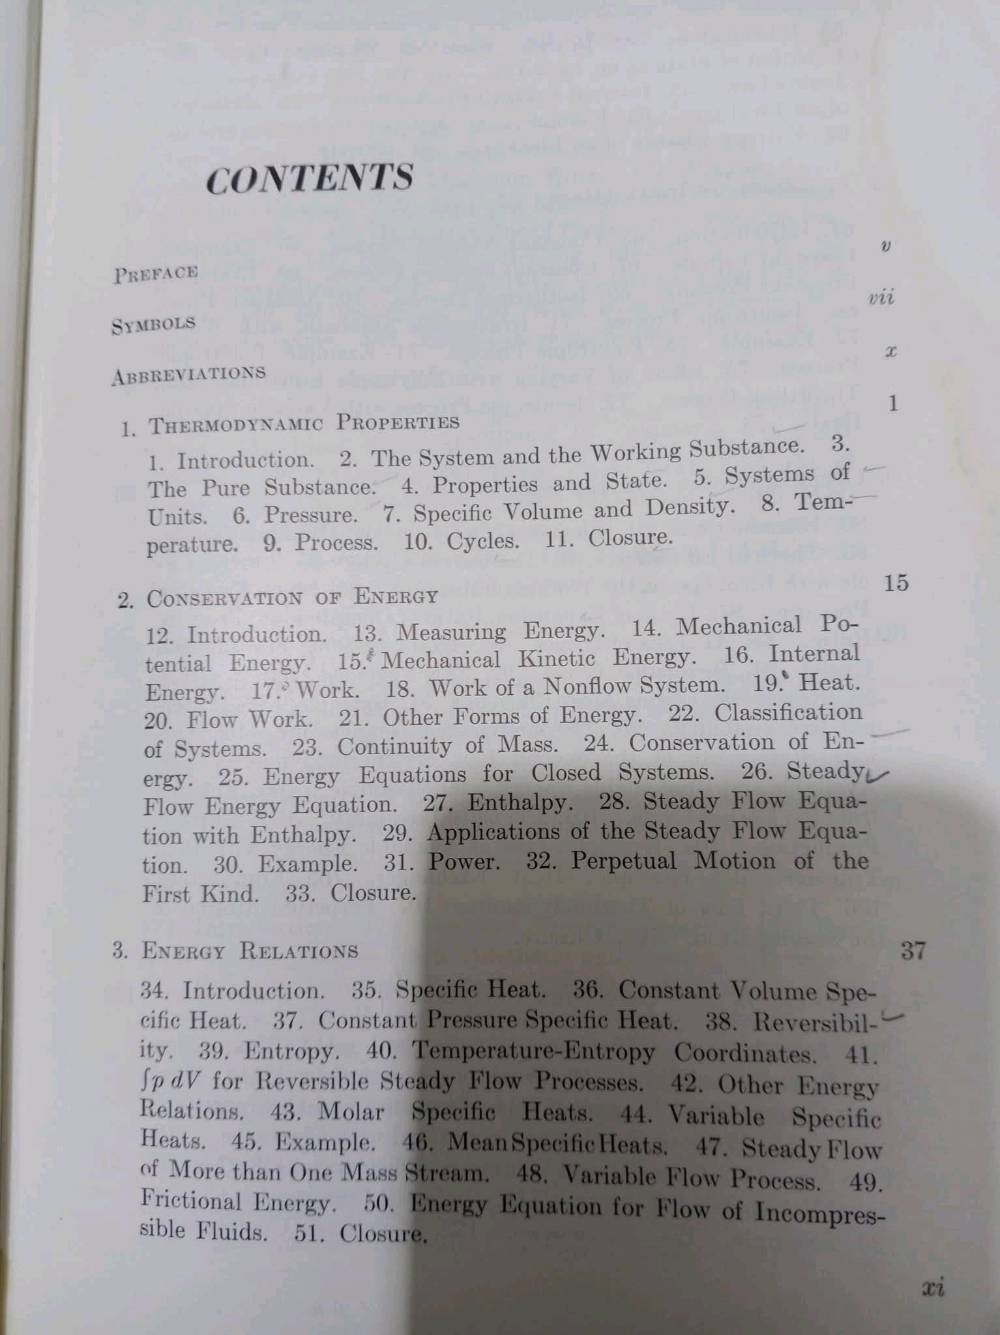 CONTENTS
PREFACE v
SYMBOLS vii
ABBREVIATIONS x
1. THERMODYNAMIC PROPERTIES 1
1. Introduction. 2. The System and the Working Substance. 3.
The Pure Substance. 4. Properties and State. 5. Systems of
Units. 6. Pressure. 7. Specific Volume and Density. 8. Tem-
perature. 9. Process. 10. Cycles. 11. Closure.
2. CONSERVATION OF ENERGY 15
12. Introduction. 13. Measuring Energy. 14. Mechanical Po-
tential Energy. 15. Mechanical Kinetic Energy. 16. Internal
Energy. 17. Work. 18. Work of a Nonflow System. 19. Heat.
20. Flow Work. 21. Other Forms of Energy. 22. Classification
of Systems. 23. Continuity of Mass. 24. Conservation of En-
ergy. 25. Energy Equations for Closed Systems. 26. Steady
Flow Energy Equation. 27. Enthalpy. 28. Steady Flow Equa-
tion with Enthalpy. 29. Applications of the Steady Flow Equa-
tion. 30. Example. 31. Power. 32. Perpetual Motion of the
First Kind. 33. Closure.
3. ENERGY RELATIONS 37
34. Introduction. 35. Specific Heat. 36. Constant Volume Spe-
cific Heat. 37. Constant Pressure Specific Heat. 38. Reversibil-
ity. 39. Entropy. 40. Temperature-Entropy Coordinates. 41.
∫p dV for Reversible Steady Flow Processes. 42. Other Energy
Relations. 43. Molar Specific Heats. 44. Variable Specific
Heats. 45. Example. 46. Mean Specific Heats. 47. Steady Flow
of More than One Mass Stream. 48. Variable Flow Process. 49.
Frictional Energy. 50. Energy Equation for Flow of Incompres-
sible Fluids. 51. Closure.
xi